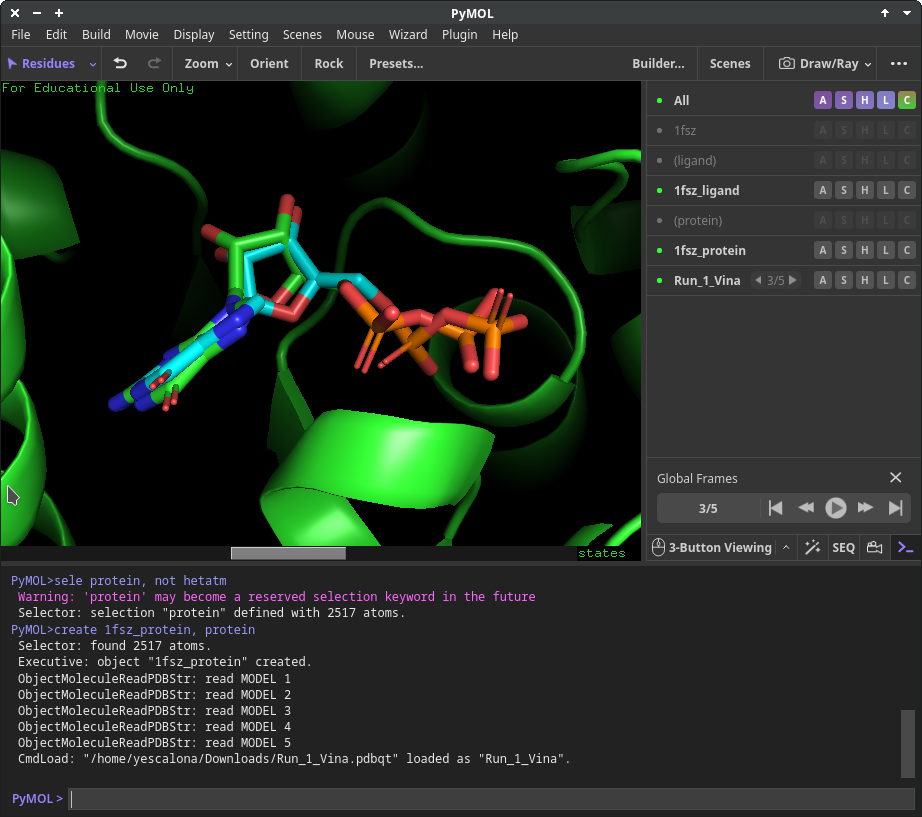 PyMOL
File Edit Build Movie Display Setting Scenes Mouse Wizard Plugin Help
Residues Zoom Orient Rock Presets... Builder... Scenes Draw/Ray
For Educational Use Only
All A S H L C
1fsz A S H L C
(ligand) A S H L C
1fsz_ligand A S H L C
(protein) A S H L C
1fsz_protein A S H L C
Run_1_Vina 3/5 A S H L C
Global Frames
3/5
states
3-Button Viewing SEQ
PyMOL>sele protein, not hetatm
Warning: 'protein' may become a reserved selection keyword in the future
Selector: selection "protein" defined with 2517 atoms.
PyMOL>create 1fsz_protein, protein
Selector: found 2517 atoms.
Executive: object "1fsz_protein" created.
ObjectMoleculeReadPDBStr: read MODEL 1
ObjectMoleculeReadPDBStr: read MODEL 2
ObjectMoleculeReadPDBStr: read MODEL 3
ObjectMoleculeReadPDBStr: read MODEL 4
ObjectMoleculeReadPDBStr: read MODEL 5
CmdLoad: "/home/yescalona/Downloads/Run_1_Vina.pdbqt" loaded as "Run_1_Vina".
PyMOL >